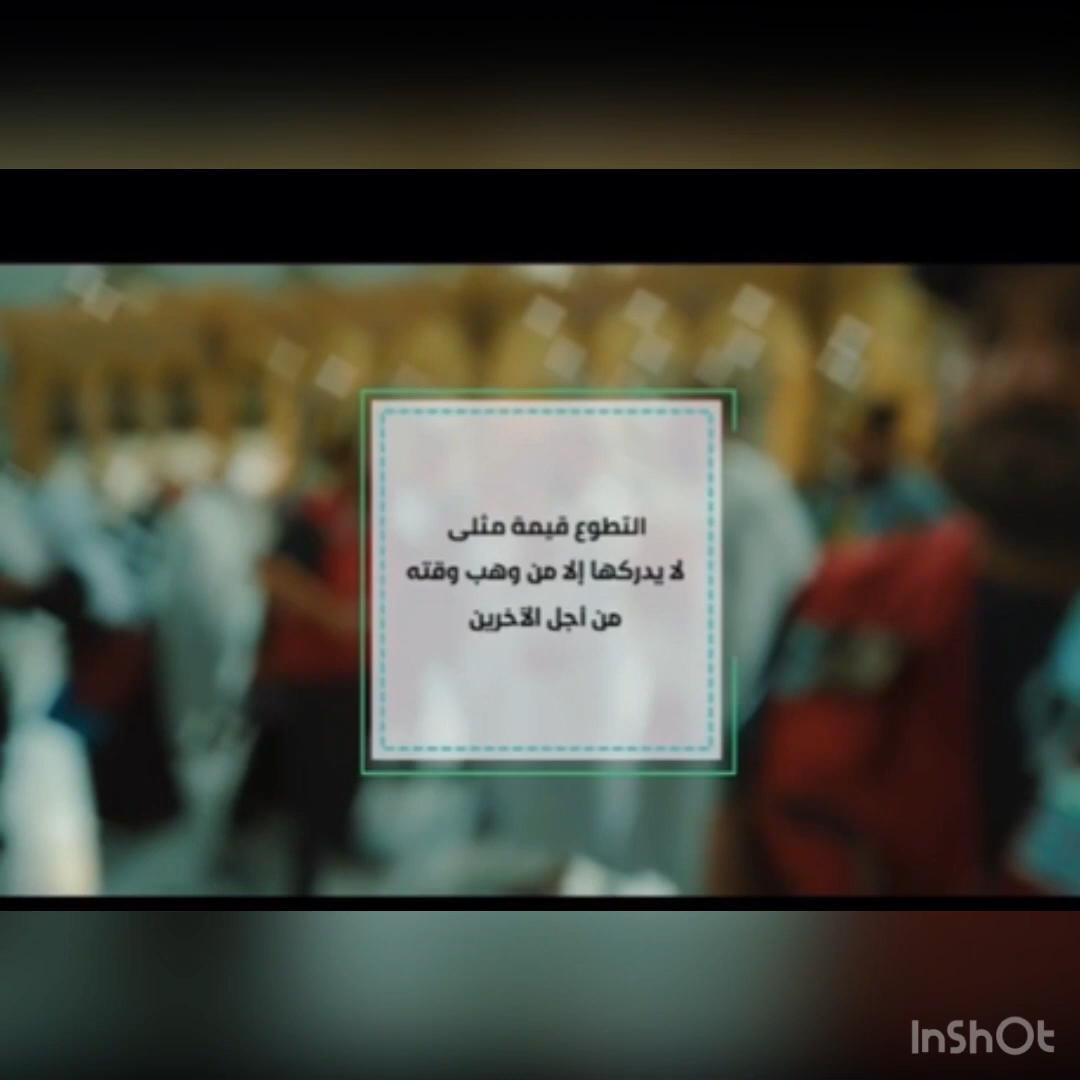 التطوع قيمة مثلى
لا يدركها إلا من وهب وقته
من أجل الآخرين
InShOt